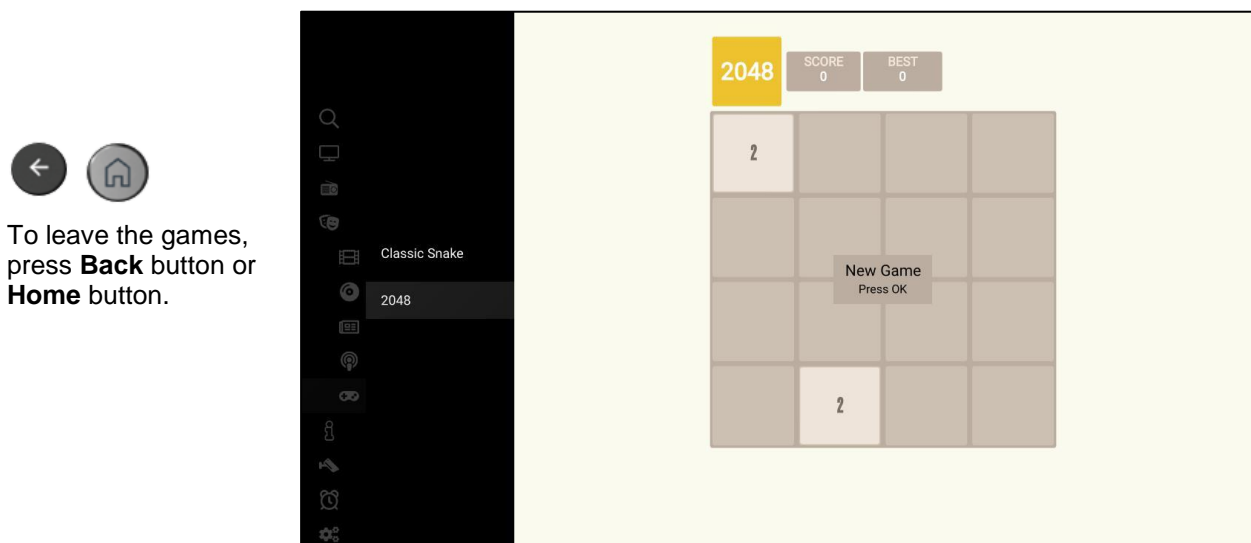 To leave the games,
press Back button or
Home button.
Classic Snake
2048
2048
SCORE
0
BEST
0
2
New Game
Press OK
2